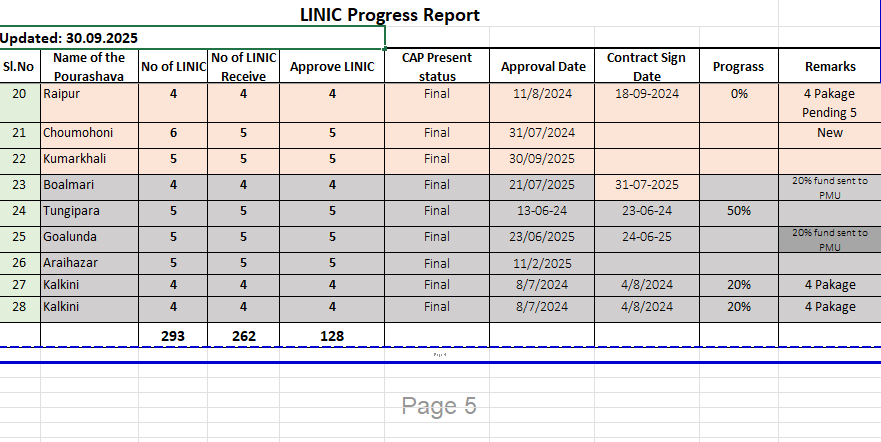 LINIC Progress Report
Updated: 30.09.2025
Sl.No Name of the Pourashava No of LINIC No of LINIC Receive Approve LINIC CAP Present status Approval Date Contract Sign Date Prograss Remarks
20 Raipur 4 4 4 Final 11/8/2024 18-09-2024 0% 4 Pakage Pending 5
21 Choumohoni 6 5 5 Final 31/07/2024 New
22 Kumarkhali 5 5 5 Final 30/09/2025
23 Boalmari 4 4 4 Final 21/07/2025 31-07-2025 20% fund sent to PMU
24 Tungipara 5 5 5 Final 13-06-24 23-06-24 50%
25 Goalunda 5 5 5 Final 23/06/2025 24-06-25 20% fund sent to PMU
26 Araihazar 5 5 5 Final 11/2/2025
27 Kalkini 4 4 4 Final 8/7/2024 4/8/2024 20% 4 Pakage
28 Kalkini 4 4 4 Final 8/7/2024 4/8/2024 20% 4 Pakage
293 262 128
Page 5